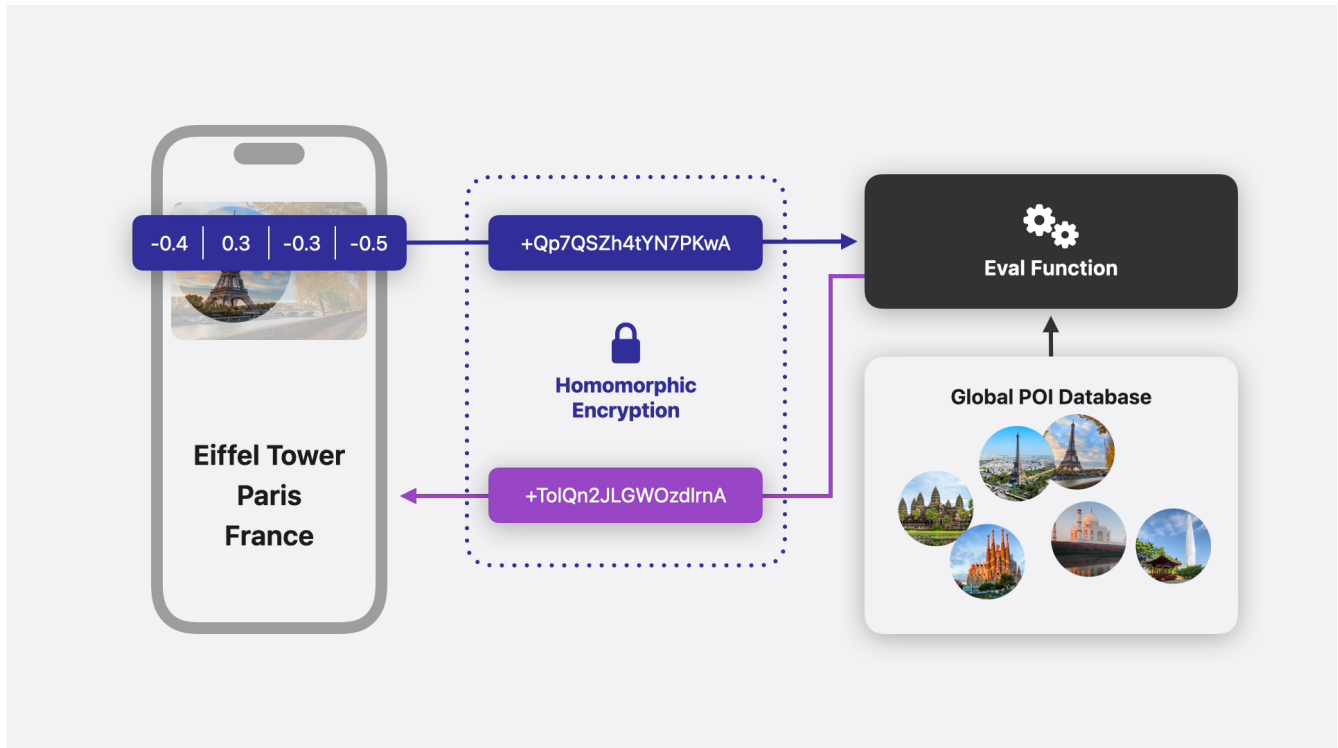 -0.4 | 0.3 | -0.3 | -0.5
+Qp7QSZh4tYN7PKwA
Eval Function
Homomorphic
Encryption
Global POI Database
Eiffel Tower
Paris
France
+TolQn2JLGWOzdlrnA